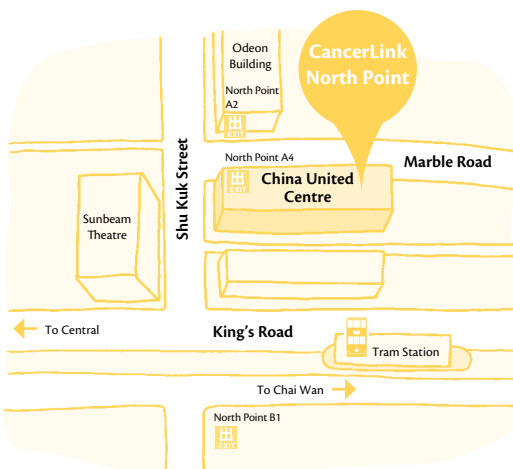 Odeon
Building
CancerLink
North Point
North Point
A2
EXIT
Shu Kuk Street
North Point A4
EXIT
Marble Road
China United
Centre
Sunbeam
Theatre
To Central
King's Road
Tram Station
To Chai Wan
North Point B1
EXIT